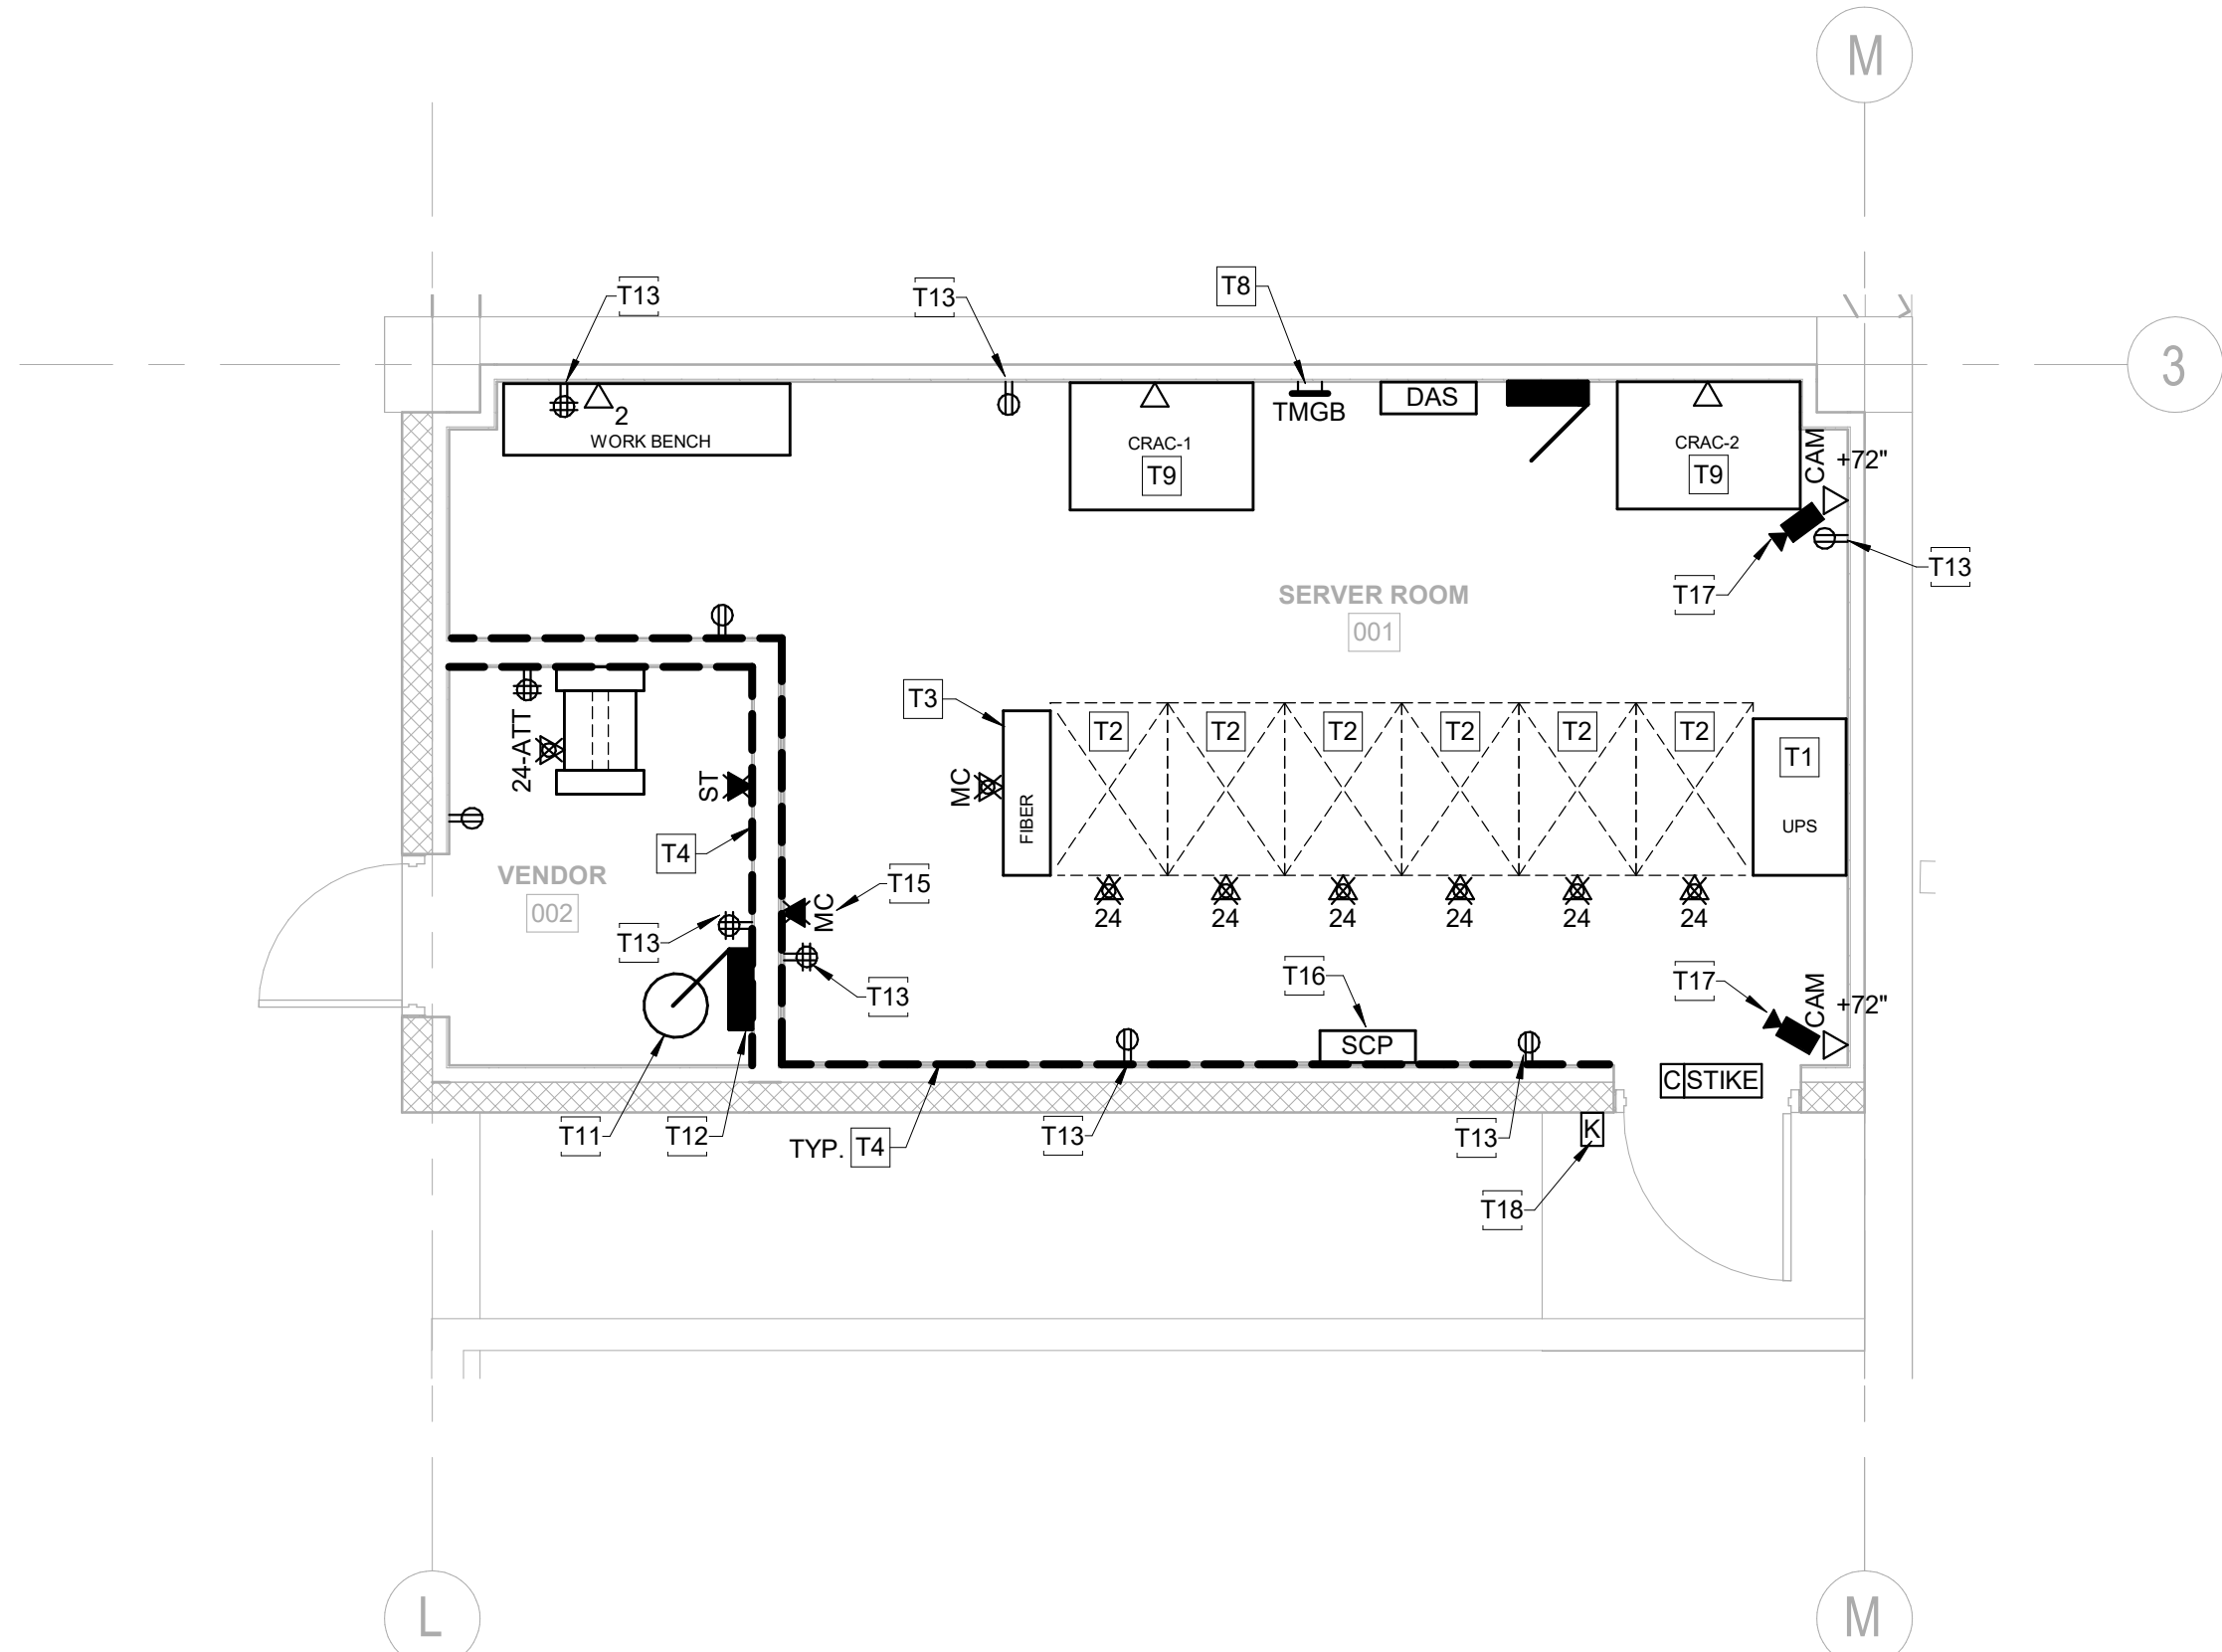 M
T13
T13
T8
3
2
WORK BENCH
TMGB
DAS
CRAC-1
T9
CRAC-2
T9
CAM
+72"
T13
T17
SERVER ROOM
001
T3
T2
T2
T2
T2
T2
T2
T1
24-ATT
ST
MC
FIBER
UPS
T4
VENDOR
002
T15
MC
24
24
24
24
24
24
T13
T13
T16
T17
CAM
+72"
SCP
C STIKE
T11
T12
TYP. T4
T13
T13
K
T18
L
M